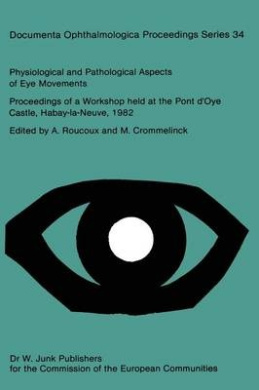 Documenta Ophthalmologica Proceedings Series 34
Physiological and Pathological Aspects
of Eye Movements
Proceedings of a Workshop held at the Pont d'Oye
Castle, Habay-la-Neuve, 1982
Edited by A. Roucoux and M. Crommelinck
Dr W. Junk Publishers
for the Commission of the European Communities